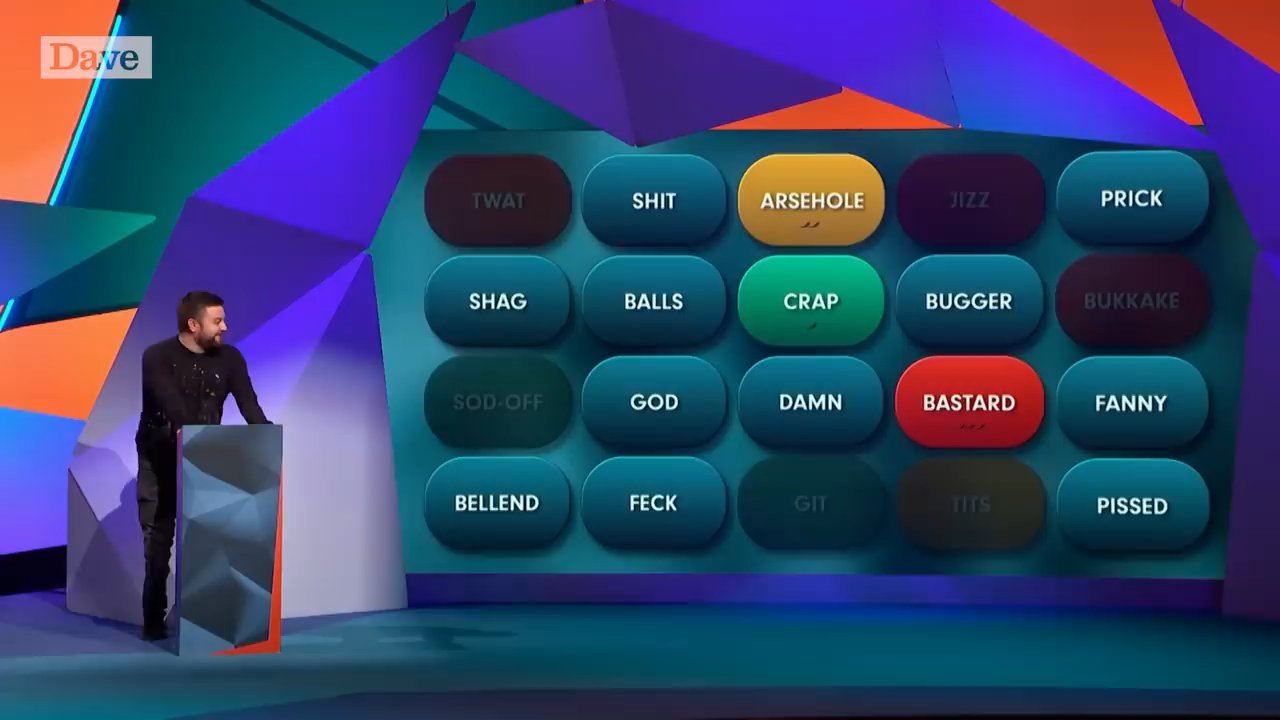 Dave
TWAT SHIT ARSEHOLE JIZZ PRICK
SHAG BALLS CRAP BUGGER BUKKAKE
SOD-OFF GOD DAMN BASTARD FANNY
BELLEND FECK GIT TITS PISSED